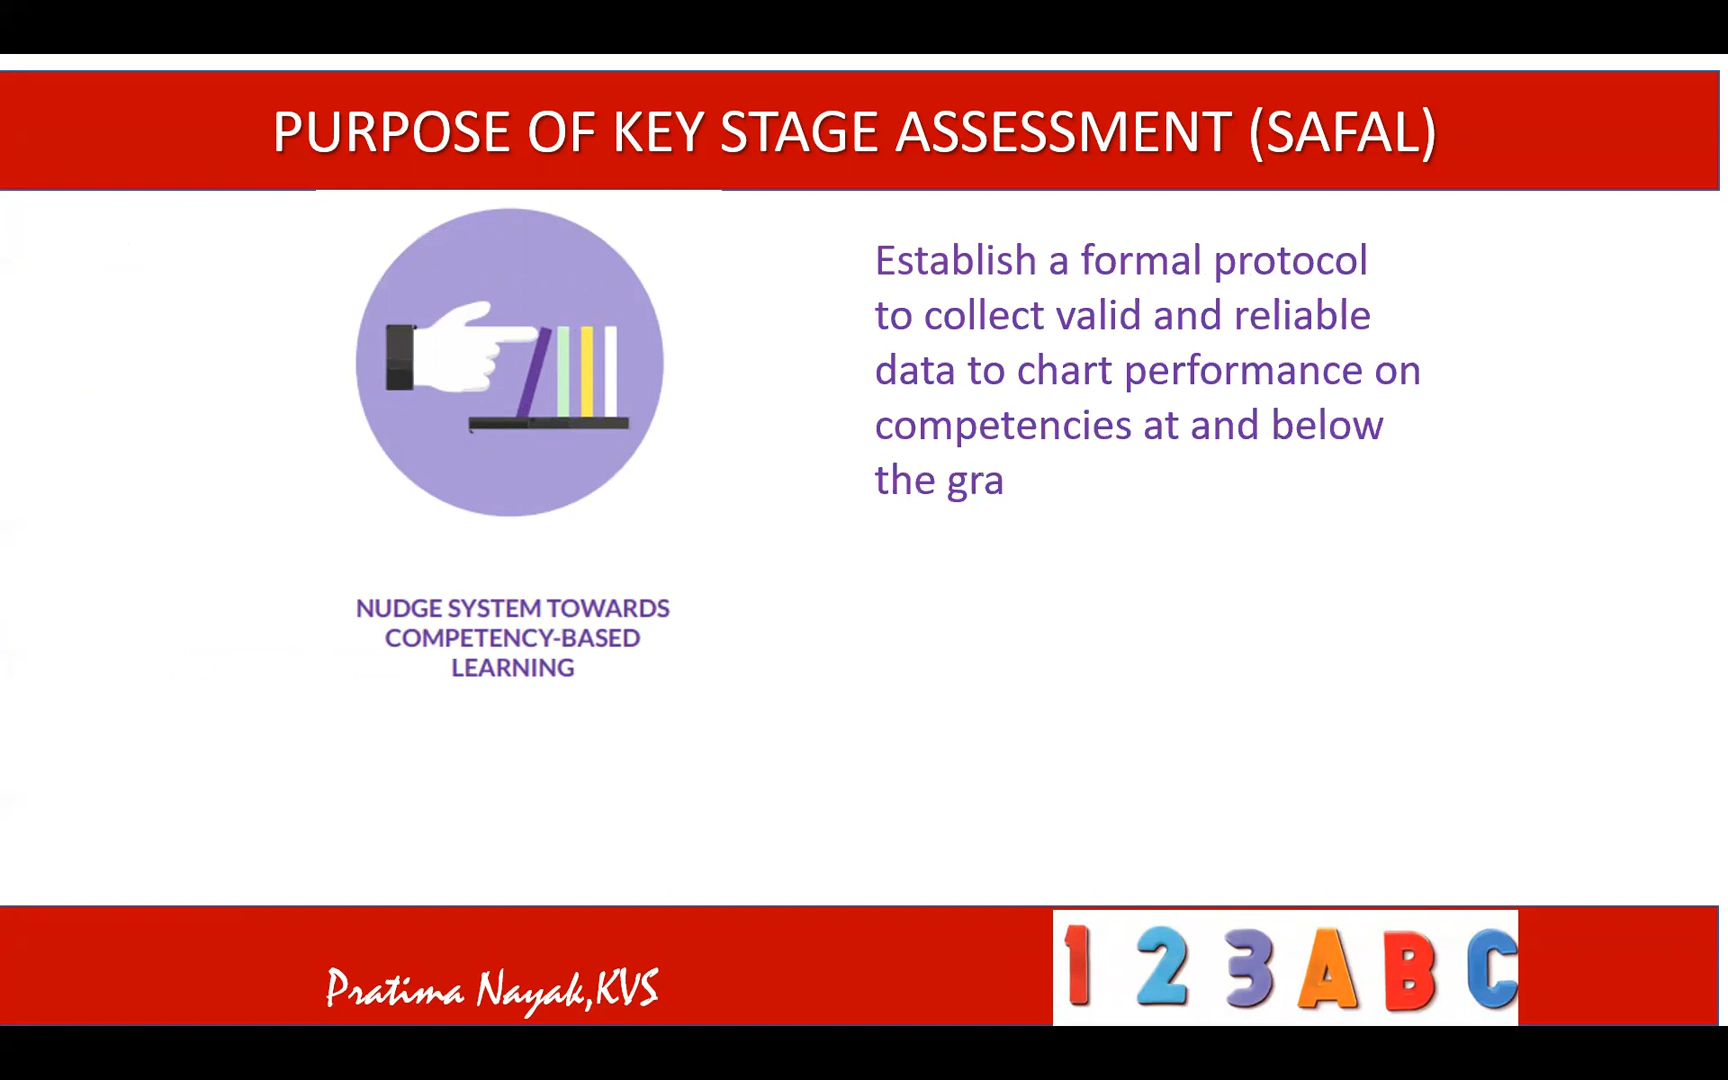 PURPOSE OF KEY STAGE ASSESSMENT (SAFAL)
Establish a formal protocol
to collect valid and reliable
data to chart performance on
competencies at and below
the gra
NUDGE SYSTEM TOWARDS
COMPETENCY-BASED
LEARNING
Pratima Nayak,KVS
1 2 3 A B C